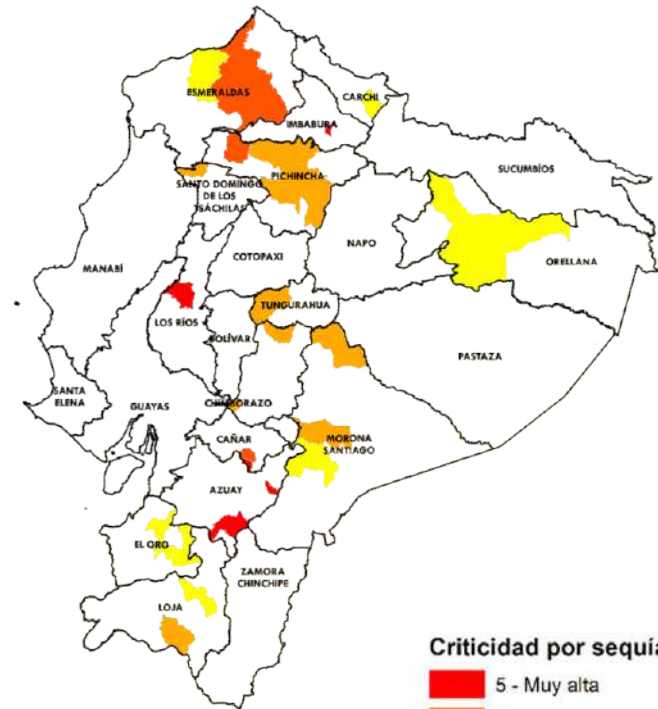 ESMERALDAS
CARCHI
IMBABURA
SUCUMBÍOS
PICHINCHA
SANTO DOMINGO
DE LOS
TSÁCHILAS
NAPO
ORELLANA
COTOPAXI
MANABÍ
TUNGURAHUA
LOS RÍOS
BOLÍVAR
PASTAZA
SANTA
ELENA
GUAYAS
CHIMBORAZO
CAÑAR
MORONA
SANTIAGO
AZUAY
EL ORO
ZAMORA
CHINCHIPE
LOJA
Criticidad por sequía
5 - Muy alta